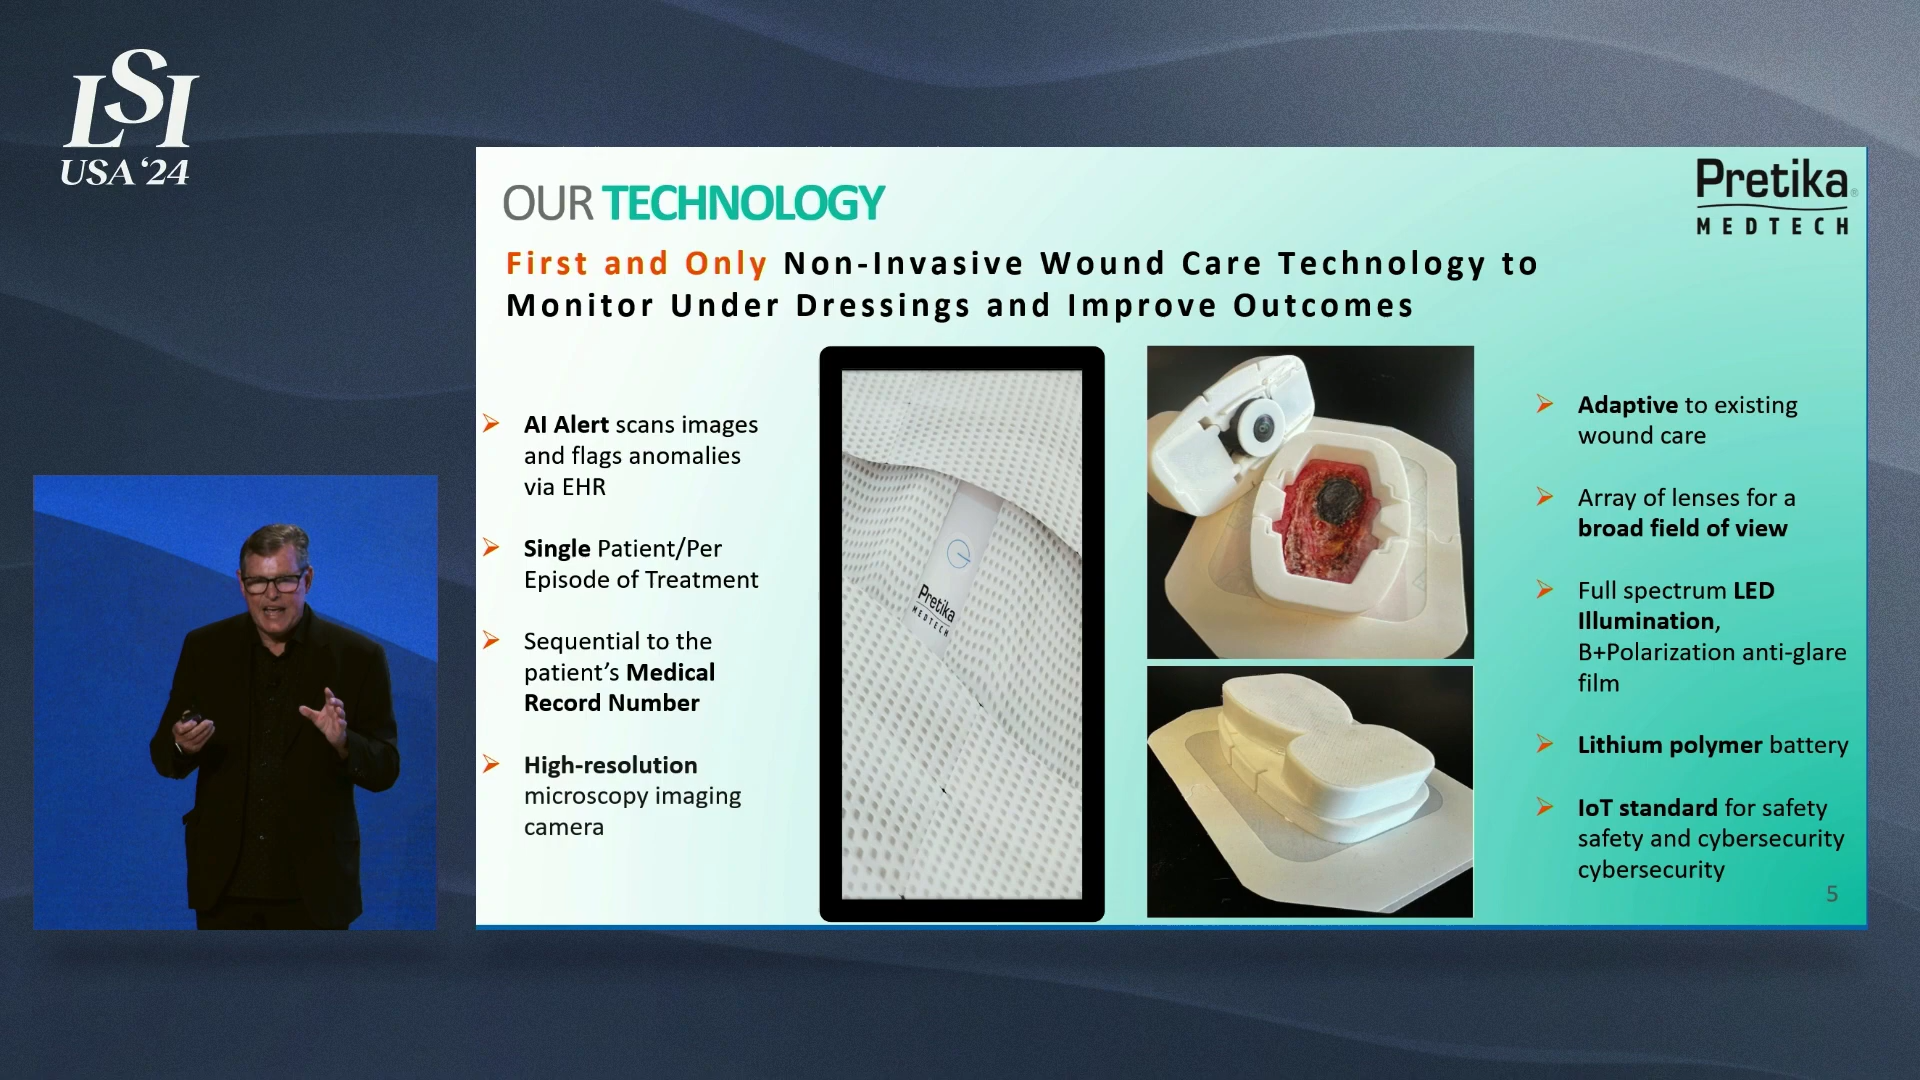 LSI
USA '24
OUR TECHNOLOGY
Pretika®
MEDTECH
First and Only Non-Invasive Wound Care Technology to
Monitor Under Dressings and Improve Outcomes
AI Alert scans images
and flags anomalies
via EHR
Single Patient/Per
Episode of Treatment
Sequential to the
patient's Medical
Record Number
High-resolution
microscopy imaging
camera
Pretika
MEDTECH
Adaptive to existing
wound care
Array of lenses for a
broad field of view
Full spectrum LED
Illumination,
B+Polarization anti-glare
film
Lithium polymer battery
IoT standard for safety
safety and cybersecurity
cybersecurity
5